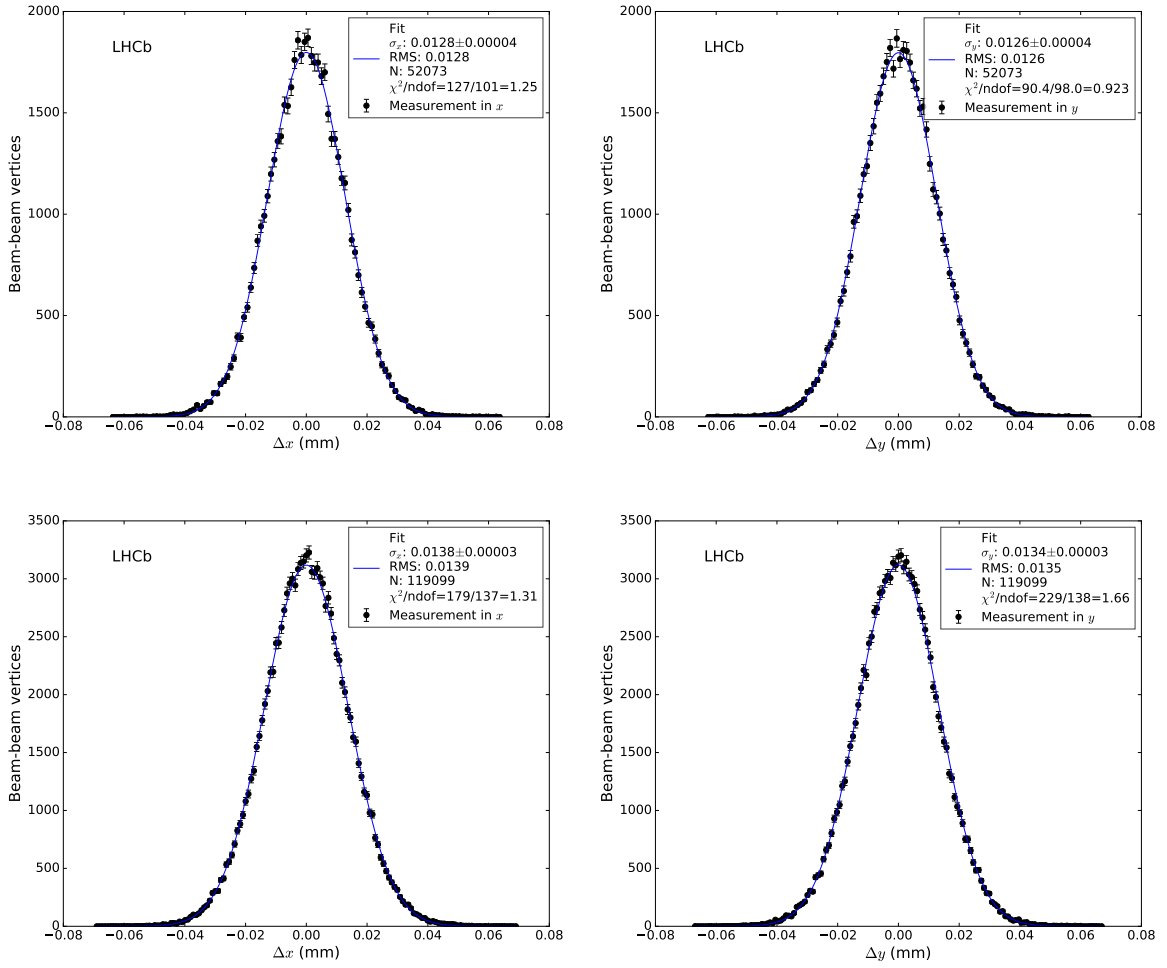 LHCb
Fit
σx: 0.0128±0.00004
RMS: 0.0128
N: 52073
χ²/ndof=127/101=1.25
Measurement in x
2000
1500
1000
500
0
Beam-beam vertices
−0.08 −0.06 −0.04 −0.02 0.00 0.02 0.04 0.06 0.08
Δx (mm)
LHCb
Fit
σy: 0.0126±0.00004
RMS: 0.0126
N: 52073
χ²/ndof=90.4/98.0=0.923
Measurement in y
2000
1500
1000
500
0
Beam-beam vertices
−0.08 −0.06 −0.04 −0.02 0.00 0.02 0.04 0.06 0.08
Δy (mm)
LHCb
Fit
σx: 0.0138±0.00003
RMS: 0.0139
N: 119099
χ²/ndof=179/137=1.31
Measurement in x
3500
3000
2500
2000
1500
1000
500
0
Beam-beam vertices
−0.08 −0.06 −0.04 −0.02 0.00 0.02 0.04 0.06 0.08
Δx (mm)
LHCb
Fit
σy: 0.0134±0.00003
RMS: 0.0135
N: 119099
χ²/ndof=229/138=1.66
Measurement in y
3500
3000
2500
2000
1500
1000
500
0
Beam-beam vertices
−0.08 −0.06 −0.04 −0.02 0.00 0.02 0.04 0.06 0.08
Δy (mm)